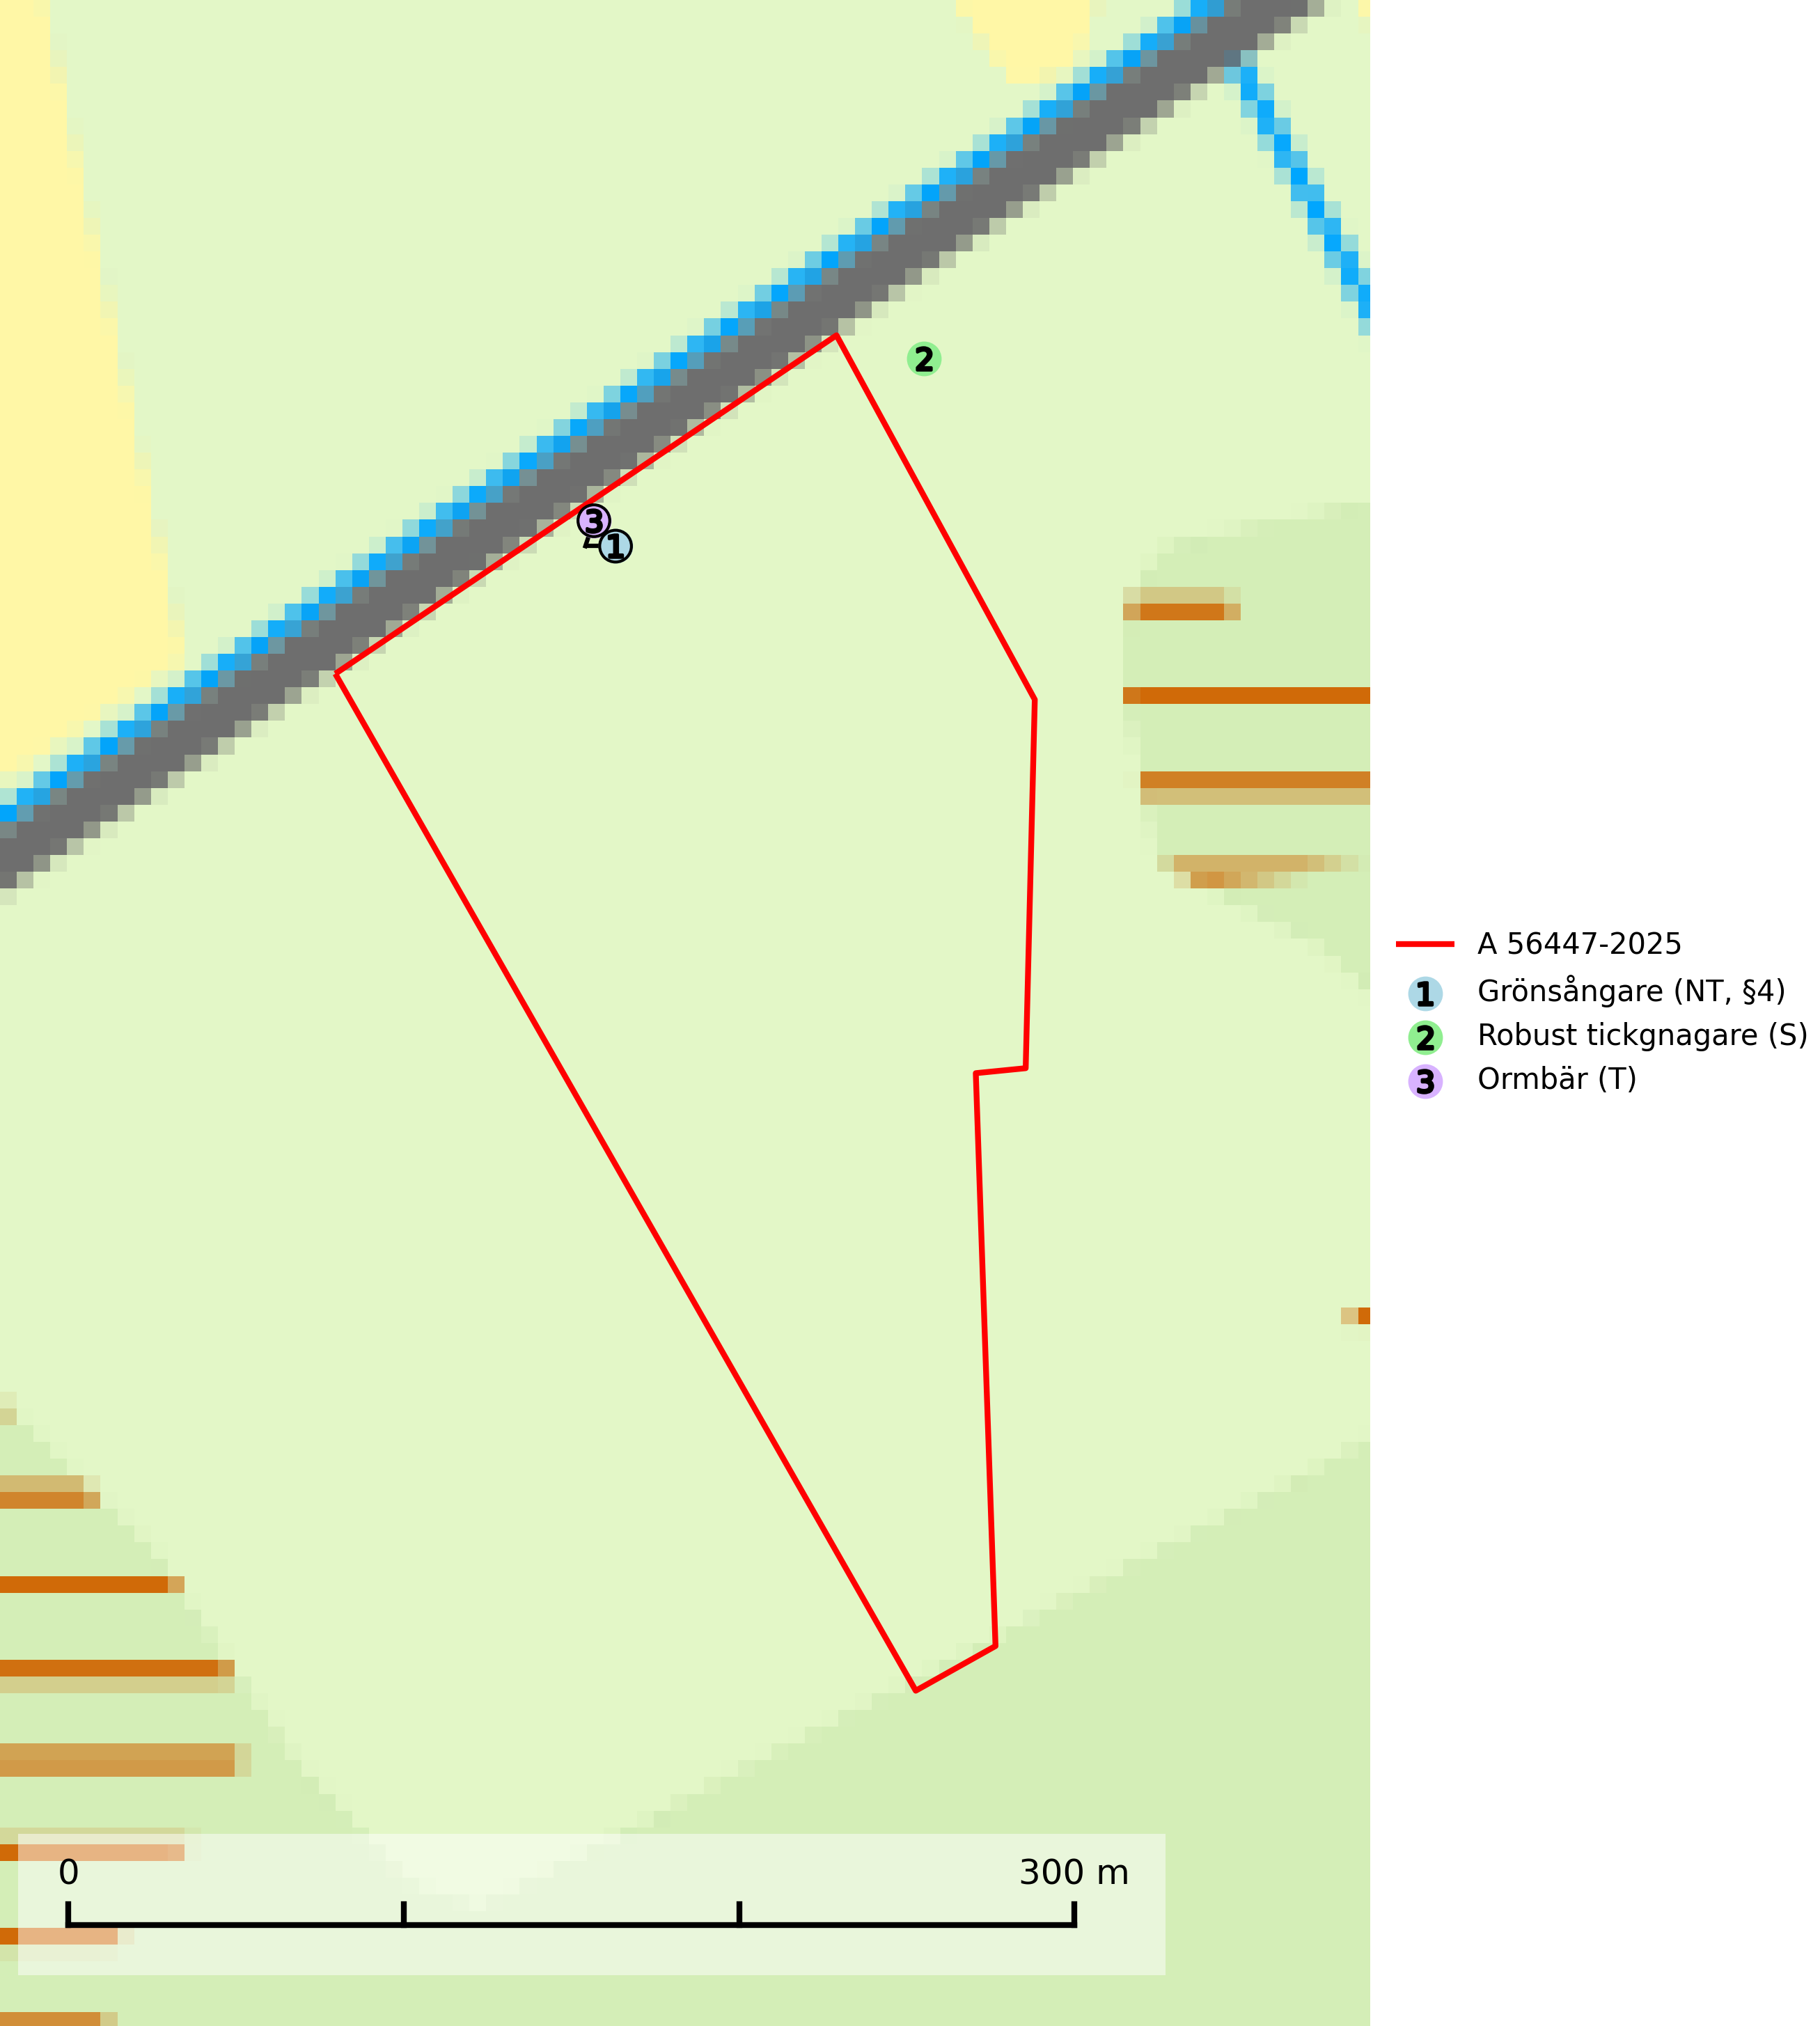 2
3
1
A 56447-2025
1 Grönsångare (NT, §4)
2 Robust tickgnagare (S)
3 Ormbär (T)
0 300 m